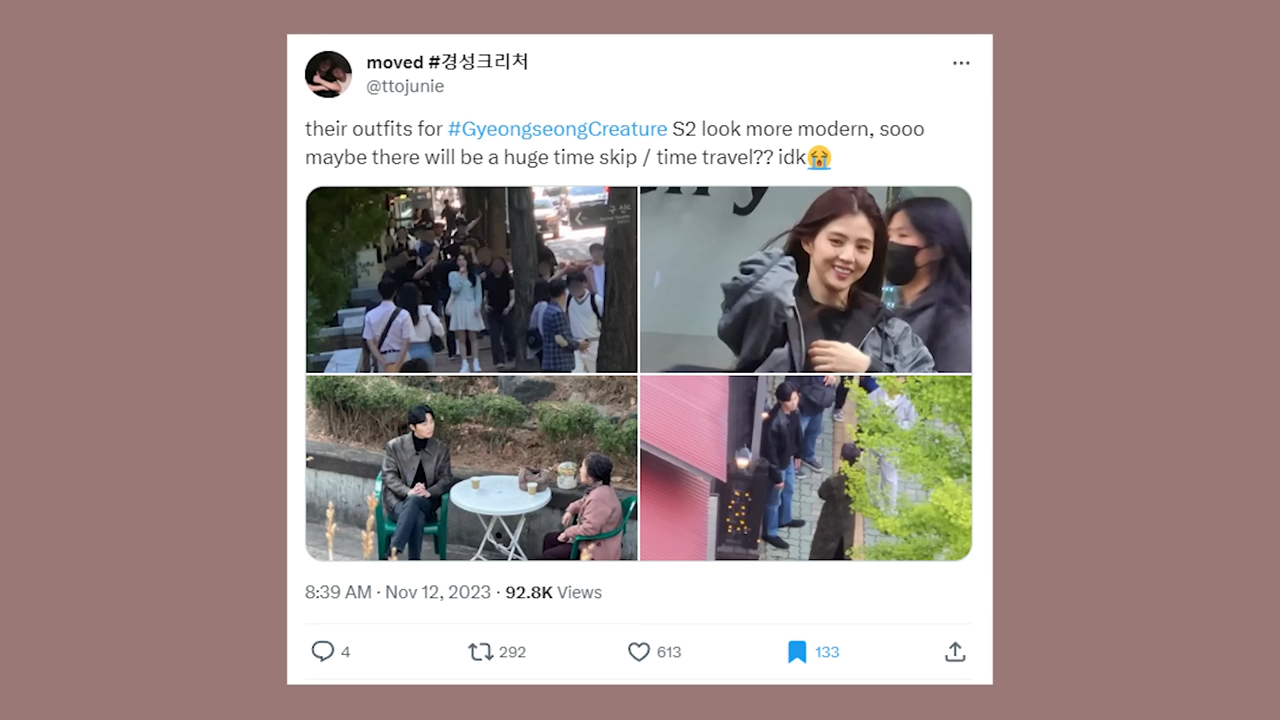 moved #경성크리처
@ttojunie
their outfits for #GyeongseongCreature S2 look more modern, sooo
maybe there will be a huge time skip / time travel?? idk😭
8:39 AM · Nov 12, 2023 · 92.8K Views
4
292
613
133